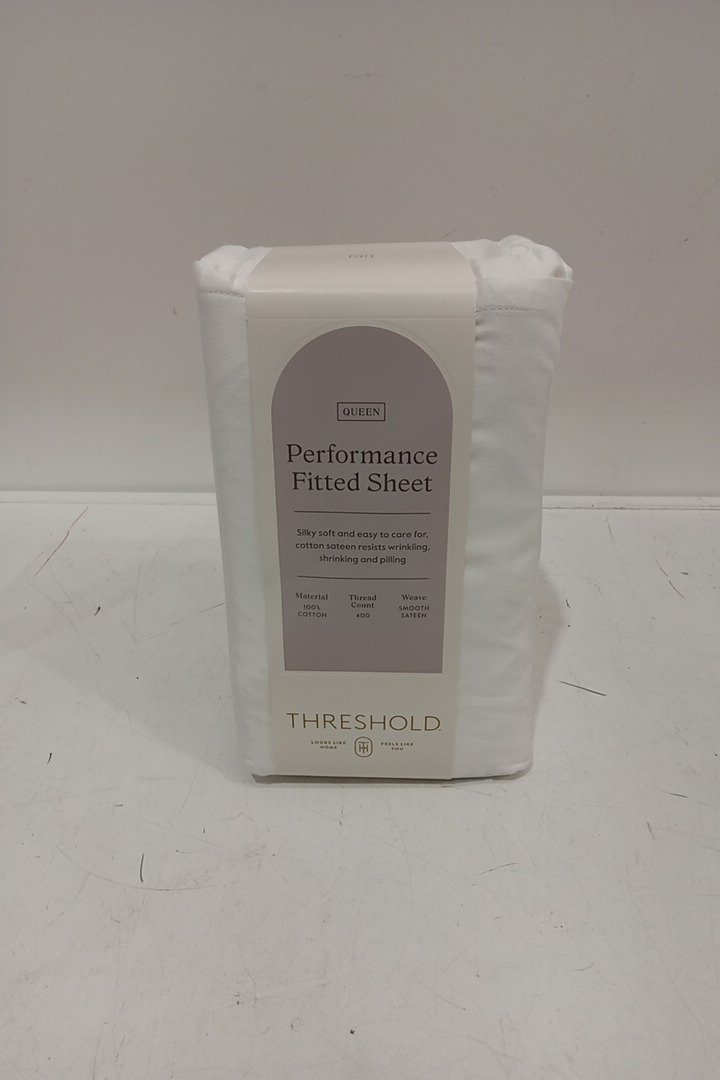 QUEEN
Performance
Fitted Sheet
Silky soft and easy to care for,
cotton sateen resists wrinkling,
shrinking and pilling
Material Thread Count Weave
100% COTTON 400 SMOOTH SATEEN
THRESHOLD
LOOKS LIKE HOME FEELS LIKE YOU